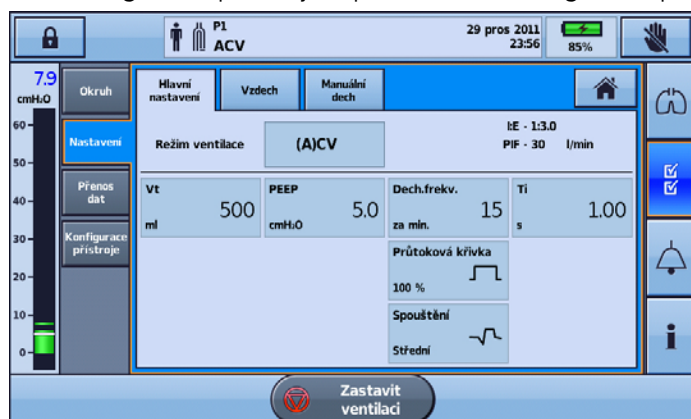 P1
ACV
29 pros 2011
23:56
85%
7.9
cmH₂O
60
50
40
30
20
10
0
Okruh
Nastavení
Přenos
dat
Konfigurace
přístroje
Hlavní
nastavení
Vzdech
Manuální
dech
Režim ventilace
(A)CV
I:E - 1:3.0
PIF - 30 l/min
Vt
500
ml
PEEP
5.0
cmH₂O
Dech.frekv.
15
za min.
Ti
1.00
s
Průtoková křivka
100 %
Spouštění
Střední
Zastavit
ventilaci